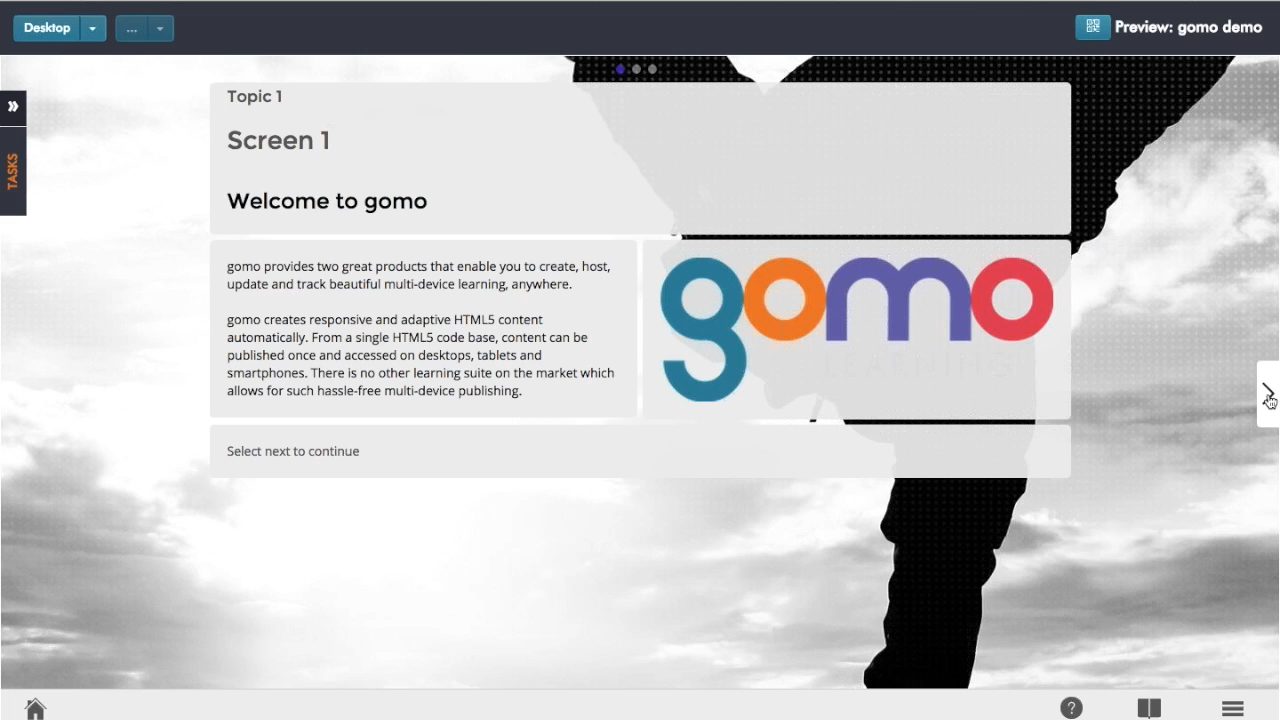 Desktop
...
Preview: gomo demo
TASKS
Topic 1
Screen 1
Welcome to gomo
gomo provides two great products that enable you to create, host,
update and track beautiful multi-device learning, anywhere.
gomo creates responsive and adaptive HTML5 content
automatically. From a single HTML5 code base, content can be
published once and accessed on desktops, tablets and
smartphones. There is no other learning suite on the market which
allows for such hassle-free multi-device publishing.
gomo
LEARNING
Select next to continue
?